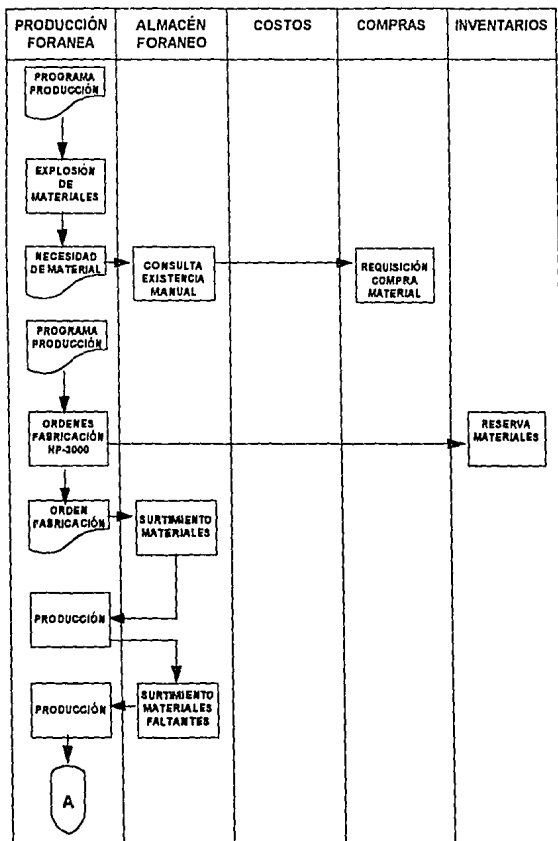 PRODUCCIÓN
FORANEA
ALMACÉN
FORANEO
COSTOS
COMPRAS
INVENTARIOS
PROGRAMA
PRODUCCIÓN
EXPLOSIÓN
DE
MATERIALES
NECESIDAD
DE MATERIAL
CONSULTA
EXISTENCIA
MANUAL
REQUISICIÓN
COMPRA
MATERIAL
PROGRAMA
PRODUCCIÓN
ORDENES
FABRICACIÓN
HP-3000
RESERVA
MATERIALES
ORDEN
FABRICACIÓN
SURTIMIENTO
MATERIALES
PRODUCCIÓN
PRODUCCIÓN
SURTIMIENTO
MATERIALES
FALTANTES
A